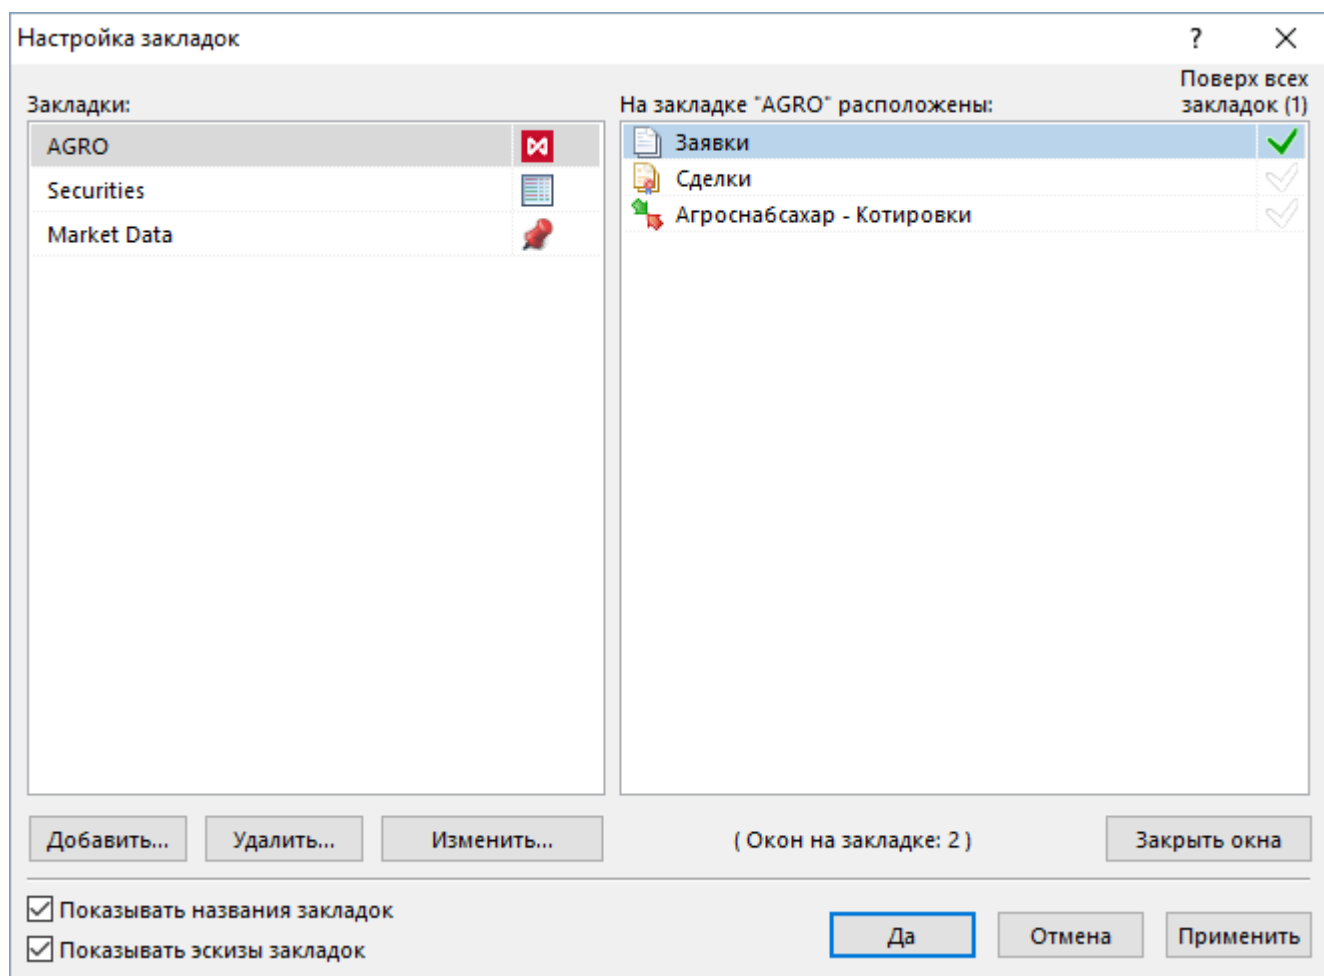 Настройка закладок
?
Закладки:
AGRO
Securities
Market Data
На закладке "AGRO" расположены:
Поверх всех
закладок (1)
Заявки
Сделки
Агроснабсахар - Котировки
Добавить...
Удалить...
Изменить...
( Окон на закладке: 2 )
Закрыть окна
Показывать названия закладок
Показывать эскизы закладок
Да
Отмена
Применить